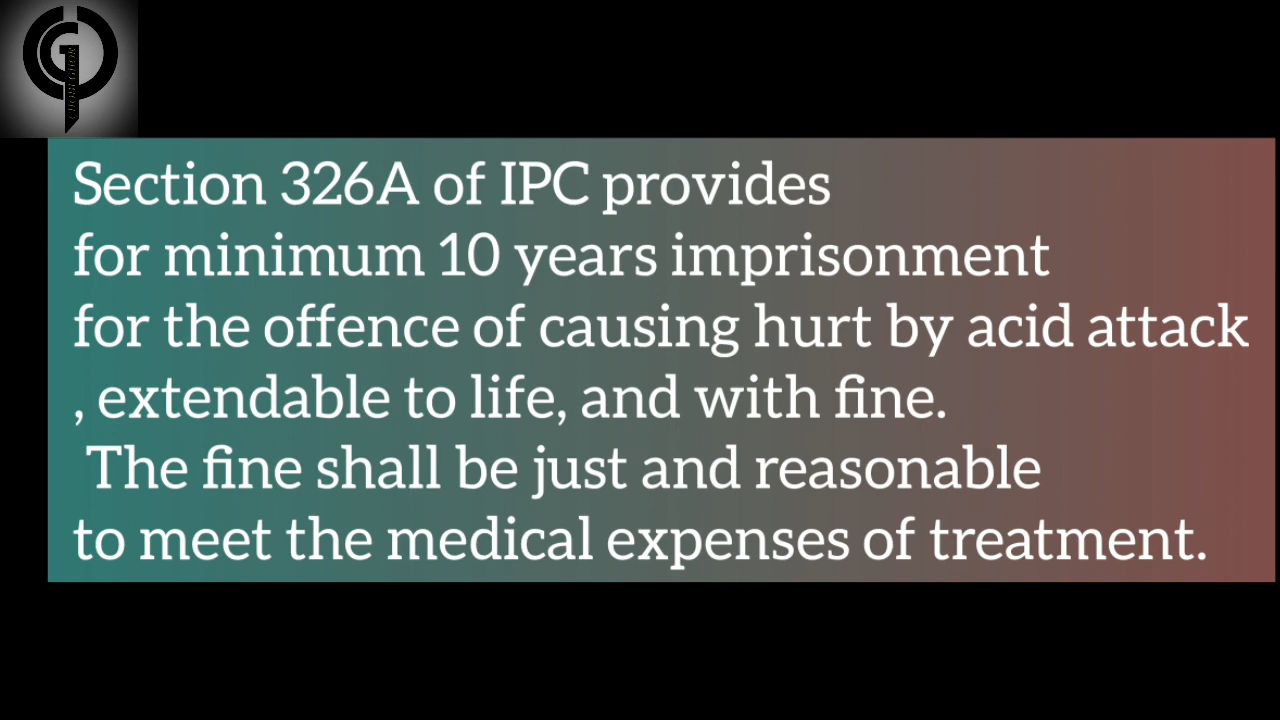 Section 326A of IPC provides
for minimum 10 years imprisonment
for the offence of causing hurt by acid attack
, extendable to life, and with fine.
The fine shall be just and reasonable
to meet the medical expenses of treatment.